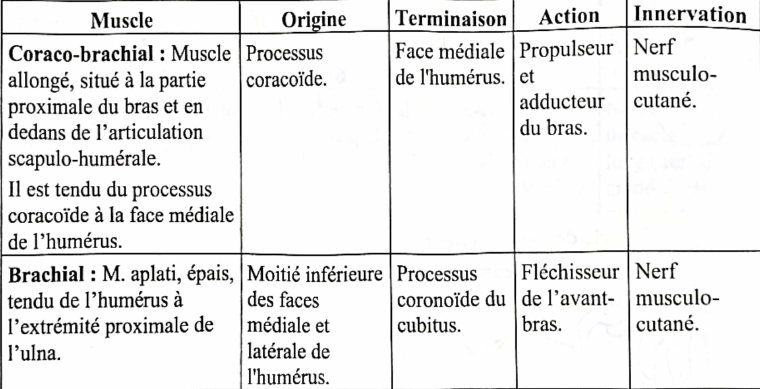 Muscle Origine Terminaison Action Innervation
Coraco-brachial : Muscle
allongé, situé à la partie
proximale du bras et en
dedans de l'articulation
scapulo-humérale.
Il est tendu du processus
coracoïde à la face médiale
de l'humérus.
Processus
coracoïde.
Face médiale
de l'humérus.
Propulseur
et
adducteur
du bras.
Nerf
musculo-
cutané.
Brachial : M. aplati, épais,
tendu de l'humérus à
l'extrémité proximale de
l'ulna.
Moitié inférieure
des faces
médiale et
latérale de
l'humérus.
Processus
coronoïde du
cubitus.
Fléchisseur
de l'avant-
bras.
Nerf
musculo-
cutané.